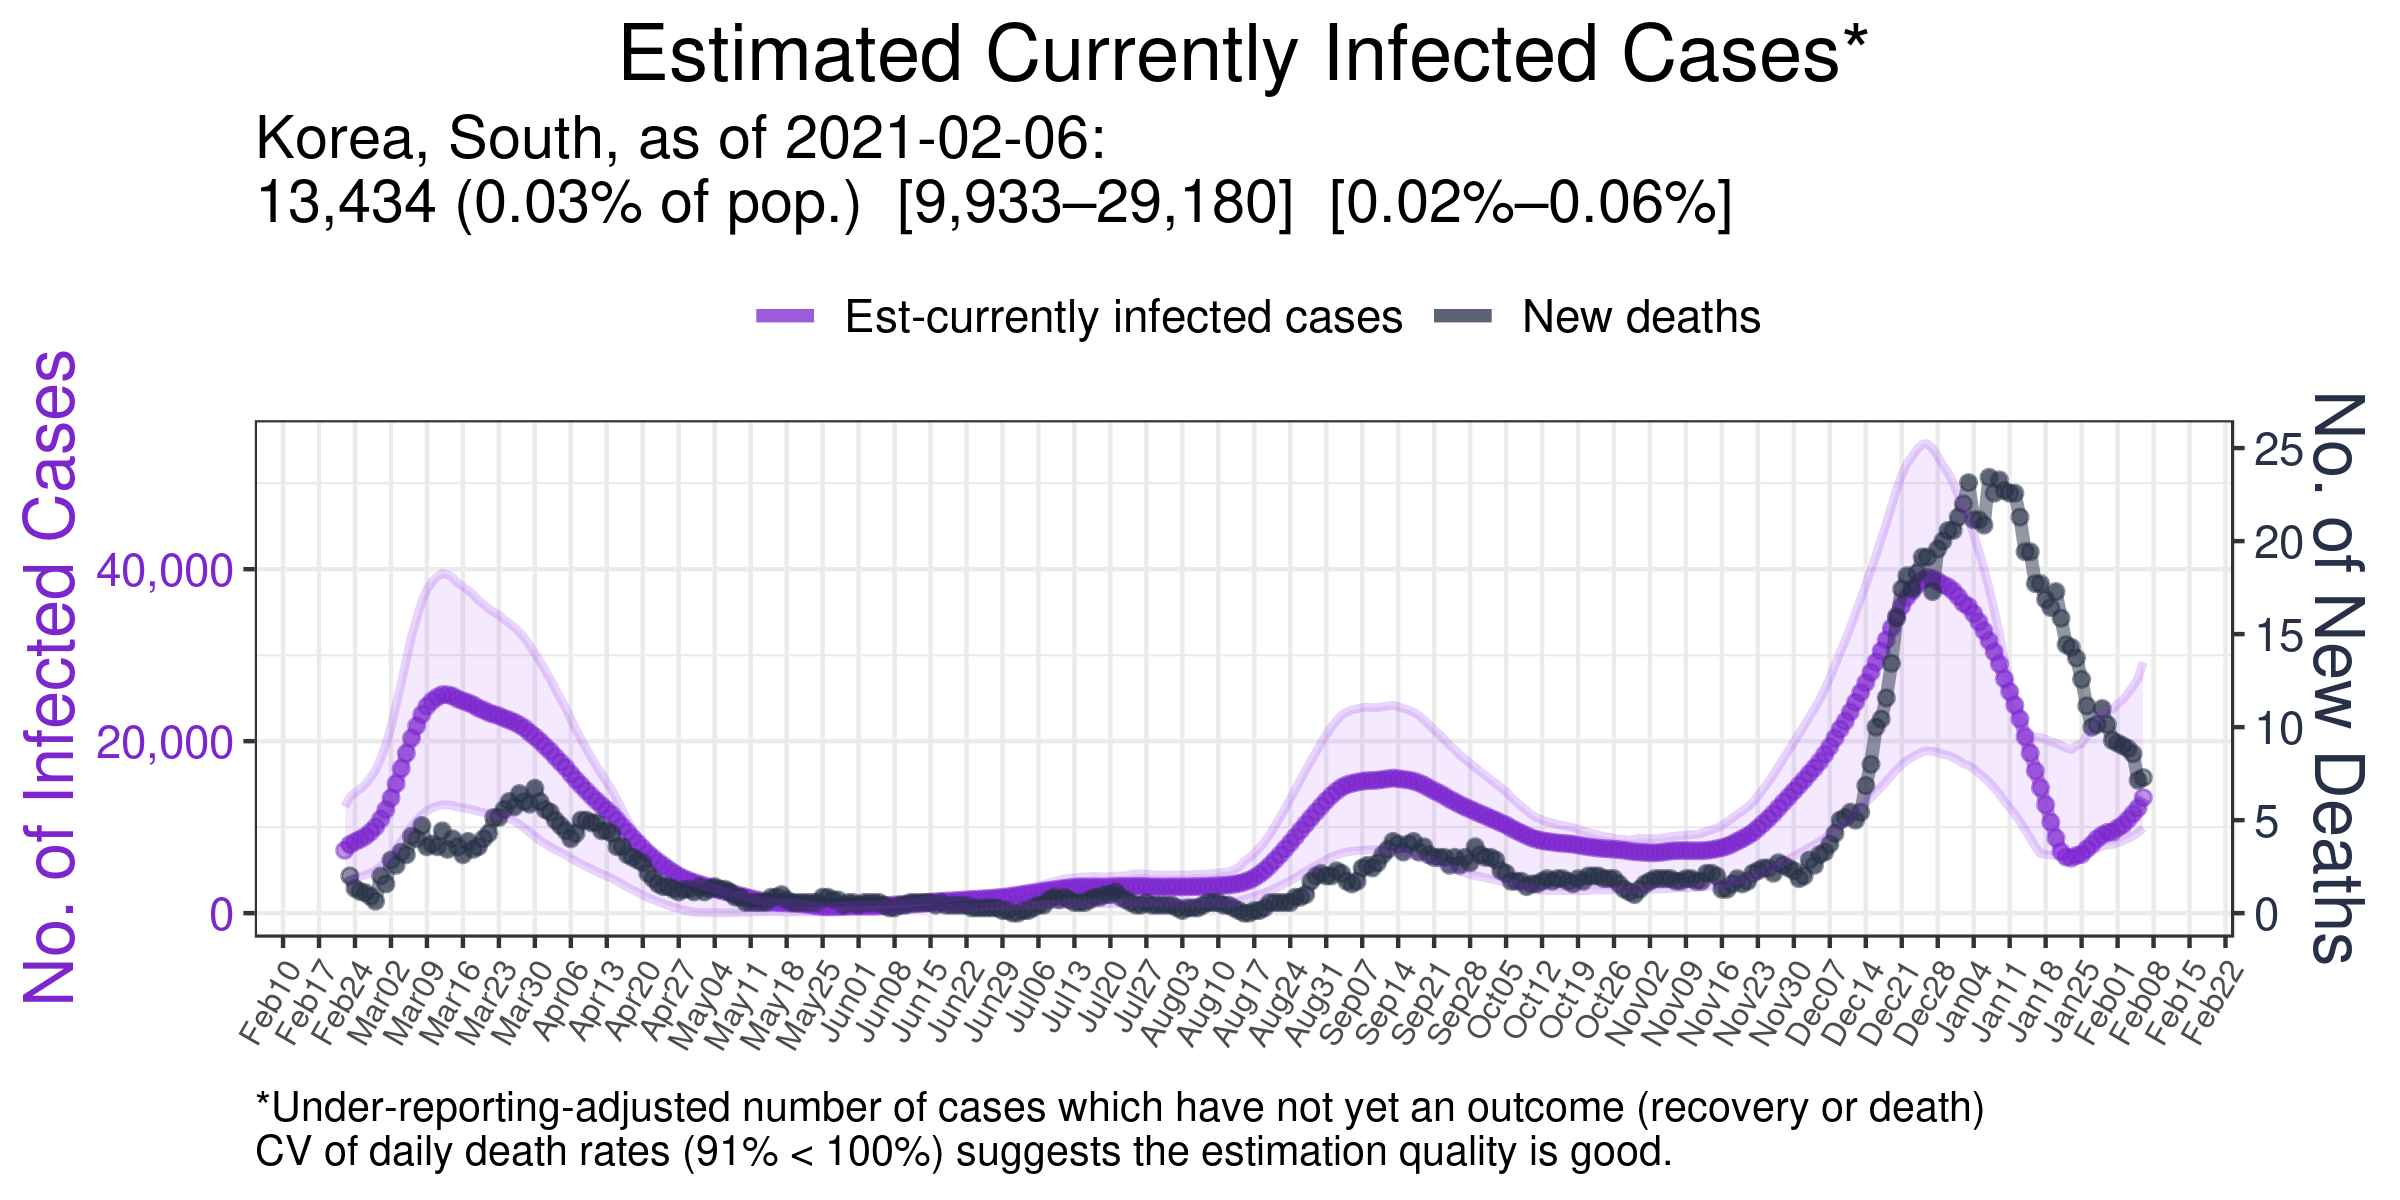 Estimated Currently Infected Cases*
Korea, South, as of 2021-02-06:
13,434 (0.03% of pop.) [9,933–29,180] [0.02%–0.06%]
Est-currently infected cases
New deaths
No. of Infected Cases
40,000
20,000
0
25
20
15
10
5
0
No. of New Deaths
Feb10
Feb17
Feb24
Mar02
Mar09
Mar16
Mar23
Mar30
Apr06
Apr13
Apr20
Apr27
May04
May11
May18
May25
Jun01
Jun08
Jun15
Jun22
Jun29
Jul06
Jul13
Jul20
Jul27
Aug03
Aug10
Aug17
Aug24
Aug31
Sep07
Sep14
Sep21
Sep28
Oct05
Oct12
Oct19
Oct26
Nov02
Nov09
Nov16
Nov23
Nov30
Dec07
Dec14
Dec21
Dec28
Jan04
Jan11
Jan18
Jan25
Feb01
Feb08
Feb15
Feb22
*Under-reporting-adjusted number of cases which have not yet an outcome (recovery or death)
CV of daily death rates (91% < 100%) suggests the estimation quality is good.